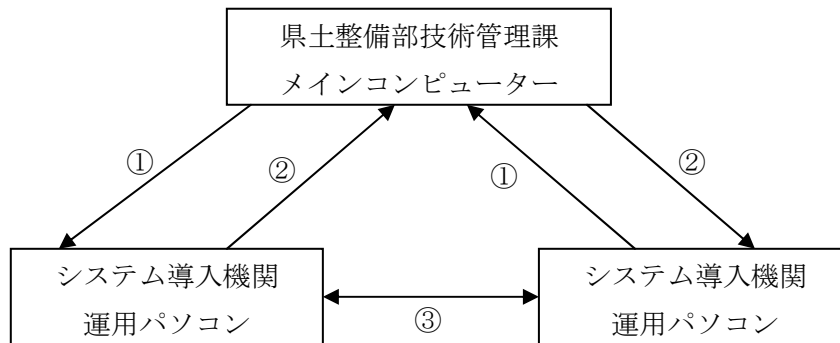 県土整備部技術管理課
メインコンピューター
①
②
①
②
システム導入機関
運用パソコン
③
システム導入機関
運用パソコン